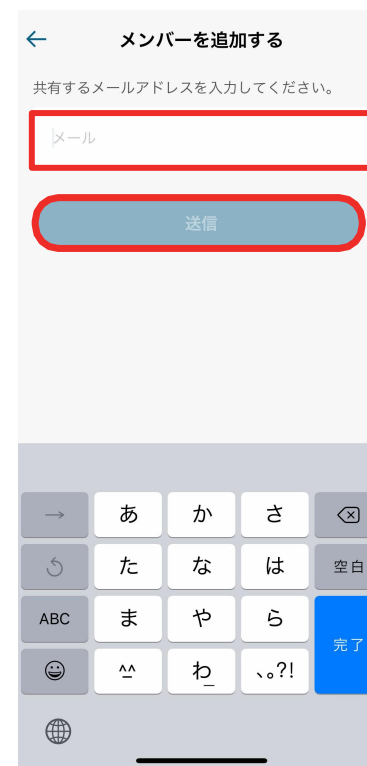 メンバーを追加する
共有するメールアドレスを入力してください。
メール
送信
→ あ か さ
た な は 空白
ABC ま や ら
^_^ わ_ 、。?! 完了